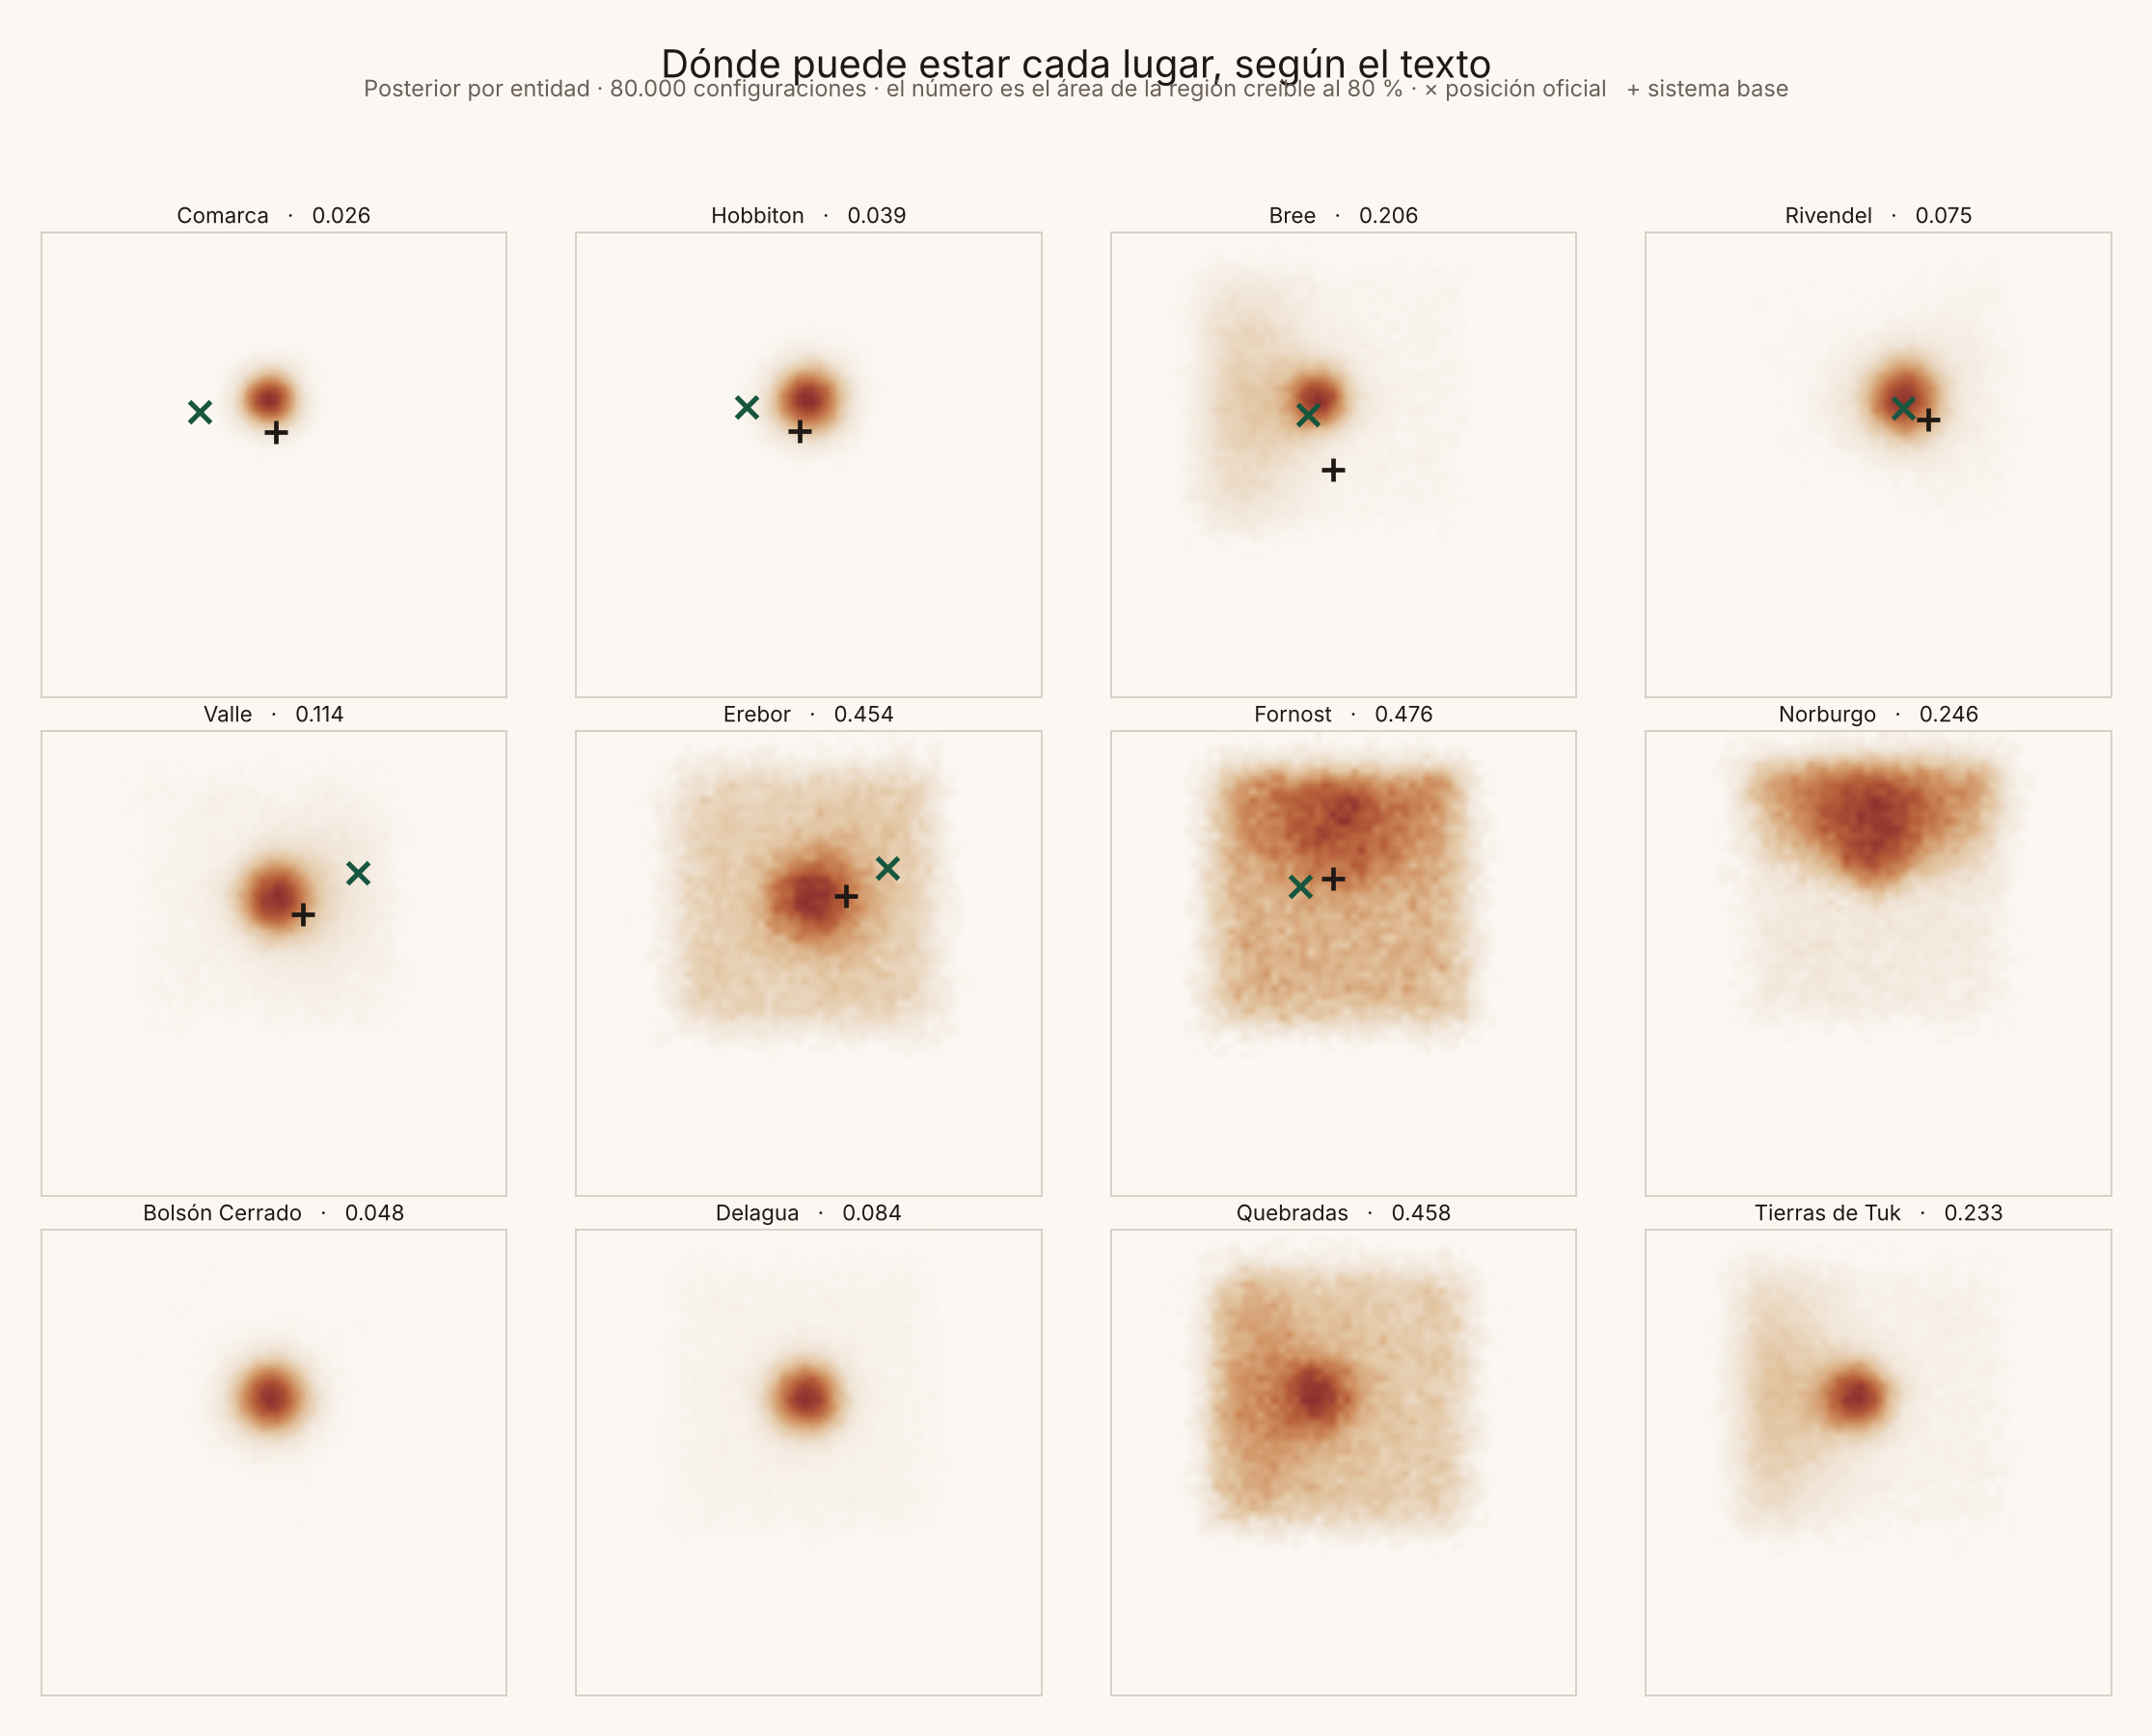 Dónde puede estar cada lugar, según el texto
Posterior por entidad · 80.000 configuraciones · el número es el área de la región creíble al 80 % · × posición oficial + sistema base
Comarca · 0.026
Hobbiton · 0.039
Bree · 0.206
Rivendel · 0.075
Valle · 0.114
Erebor · 0.454
Fornost · 0.476
Norburgo · 0.246
Bolsón Cerrado · 0.048
Delagua · 0.084
Quebradas · 0.458
Tierras de Tuk · 0.233